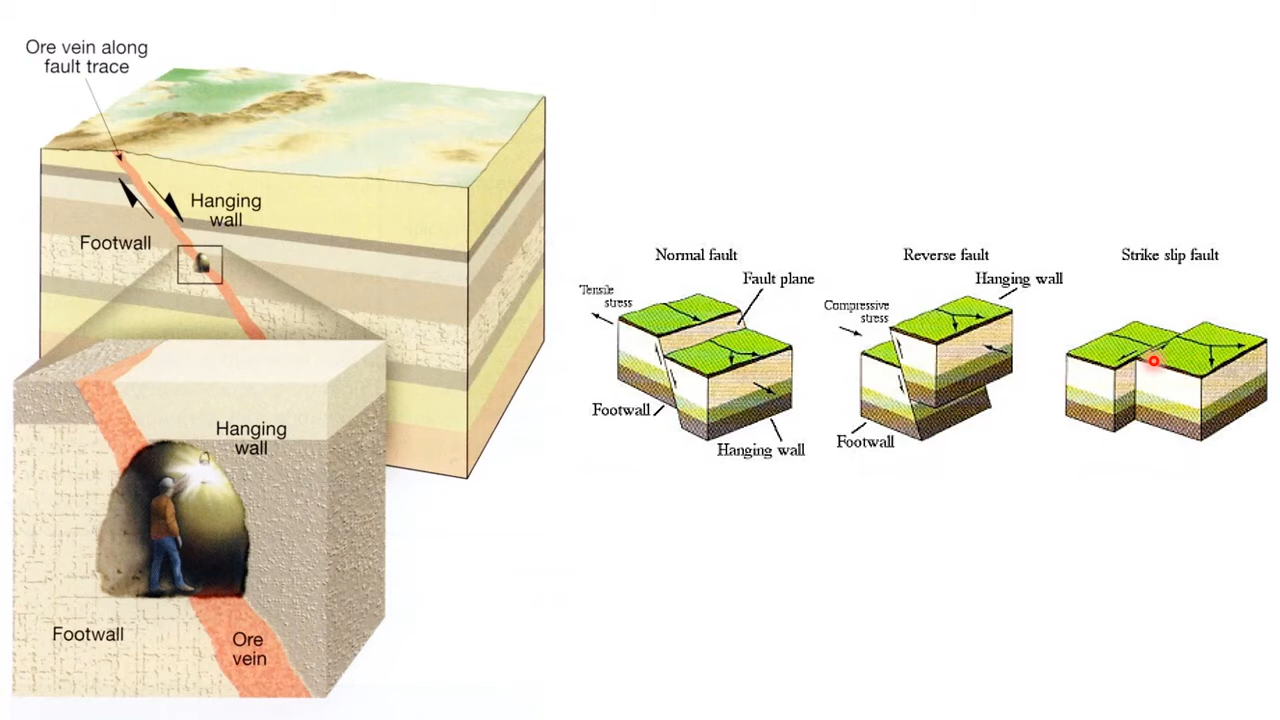 Ore vein along
fault trace
Hanging
wall
Footwall
Hanging
wall
Footwall
Ore
vein
Normal fault
Fault plane
Tensile
stress
Footwall
Hanging wall
Reverse fault
Hanging wall
Compressive
stress
Footwall
Strike slip fault